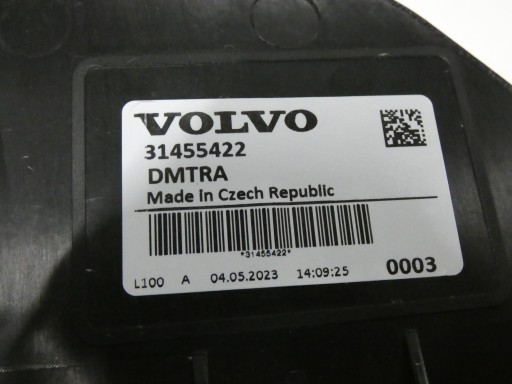 VOLVO
31455422
DMTRA
Made in Czech Republic
*31455422*
L100 A 04.05.2023 14:09:25 0003